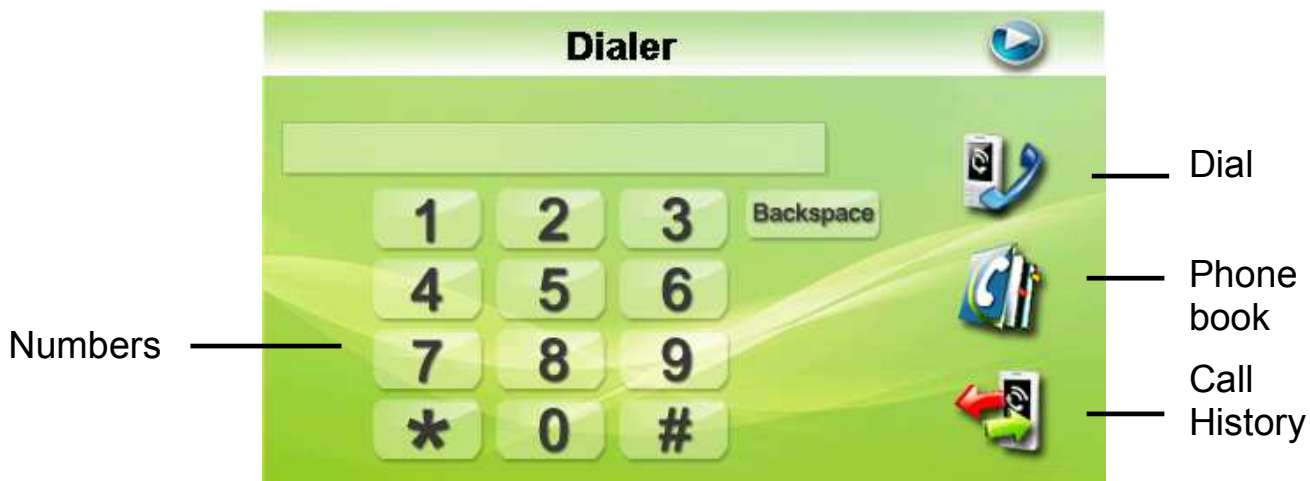 Dialer
Dial
1 2 3 Backspace
4 5 6
Phone
book
Numbers
7 8 9
Call
History
* 0 #